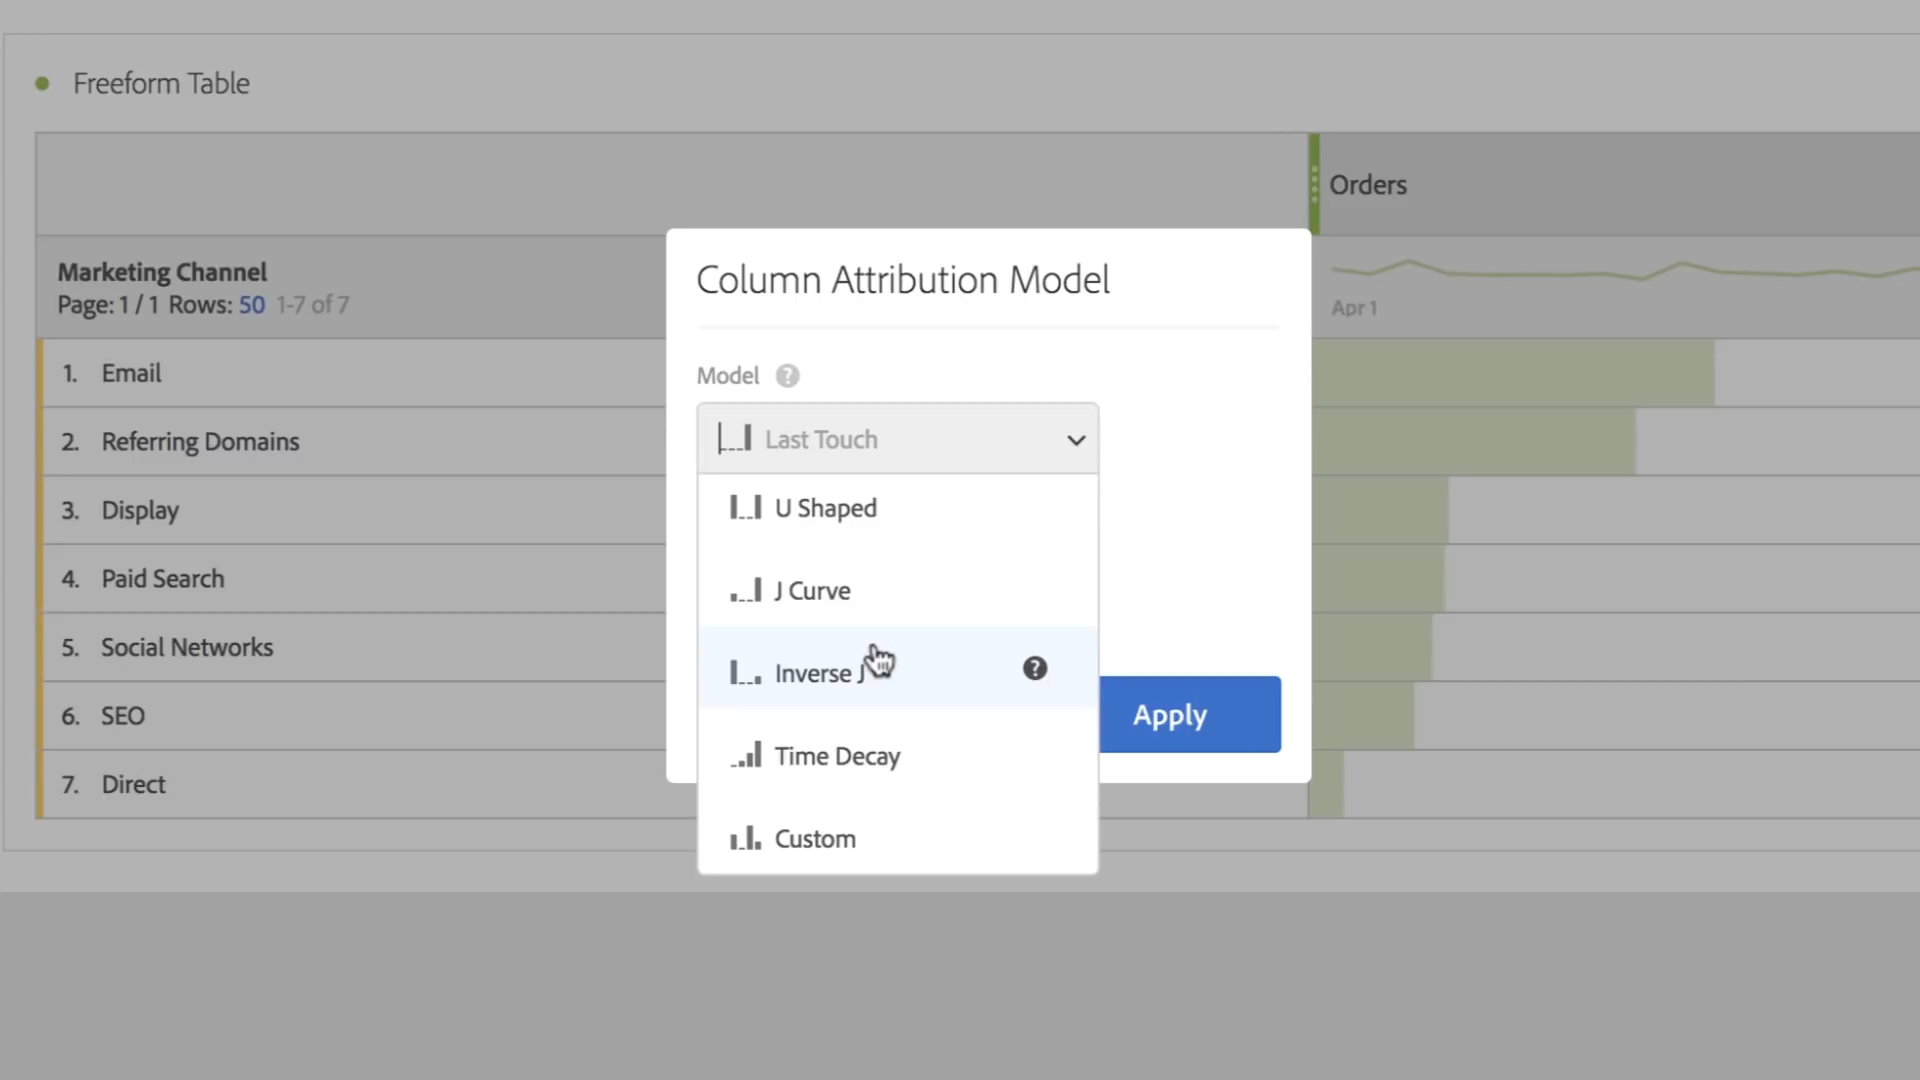 Freeform Table
Orders
Marketing Channel
Page: 1 / 1 Rows: 50 1-7 of 7
Apr 1
1. Email
2. Referring Domains
3. Display
4. Paid Search
5. Social Networks
6. SEO
7. Direct
Column Attribution Model
Model ?
Last Touch
U Shaped
J Curve
Inverse J ?
Time Decay
Custom
Apply